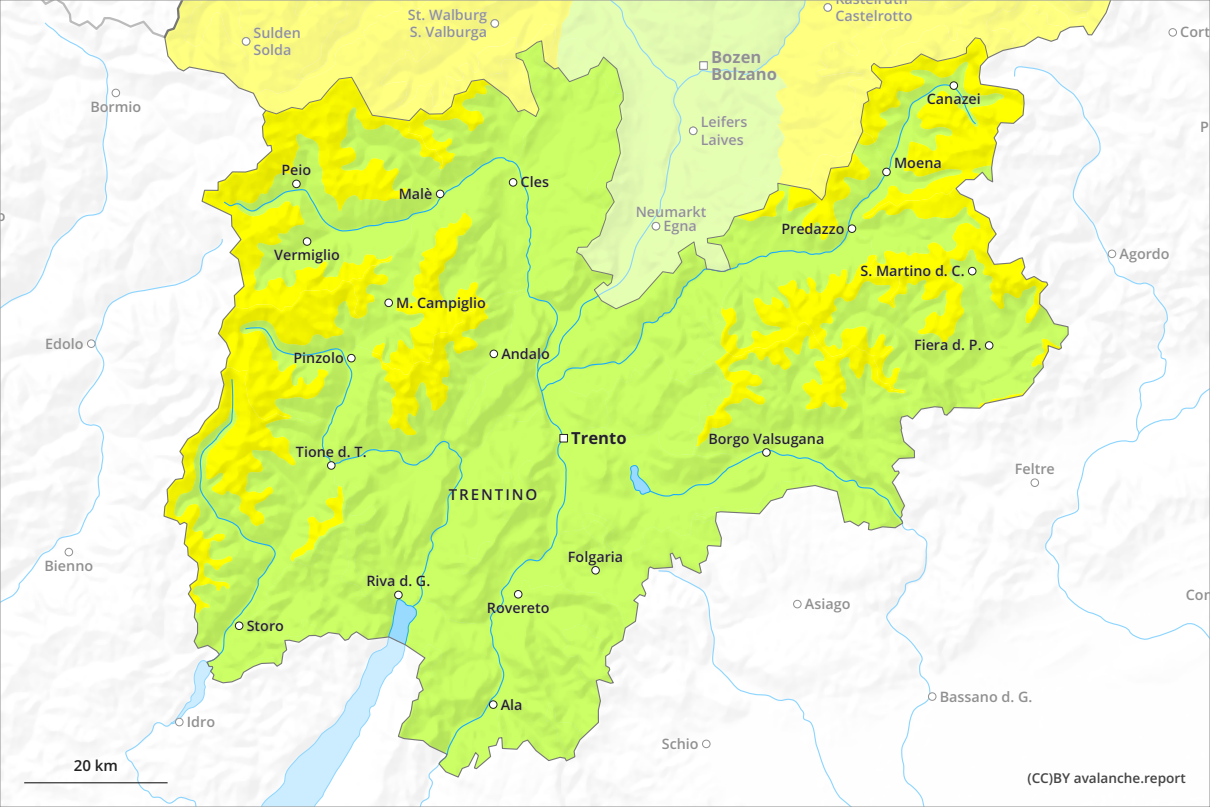 Kastelruth
Castelrotto
St. Walburg
S. Valburga
Sulden
Solda
Cort
Bozen
Bolzano
Bormio
Canazei
Leifers
Laives
P
Moena
Peio
Cles
Malè
Neumarkt
Egna
Predazzo
Vermiglio
Agordo
S. Martino d. C.
M. Campiglio
Edolo
Andalo
Pinzolo
Fiera d. P.
Trento
Borgo Valsugana
Tione d. T.
Feltre
TRENTINO
Bienno
Folgaria
Riva d. G.
Cor
Asiago
Rovereto
Storo
Bassano d. G.
Ala
Idro
Schio
20 km
(CC)BY avalanche.report